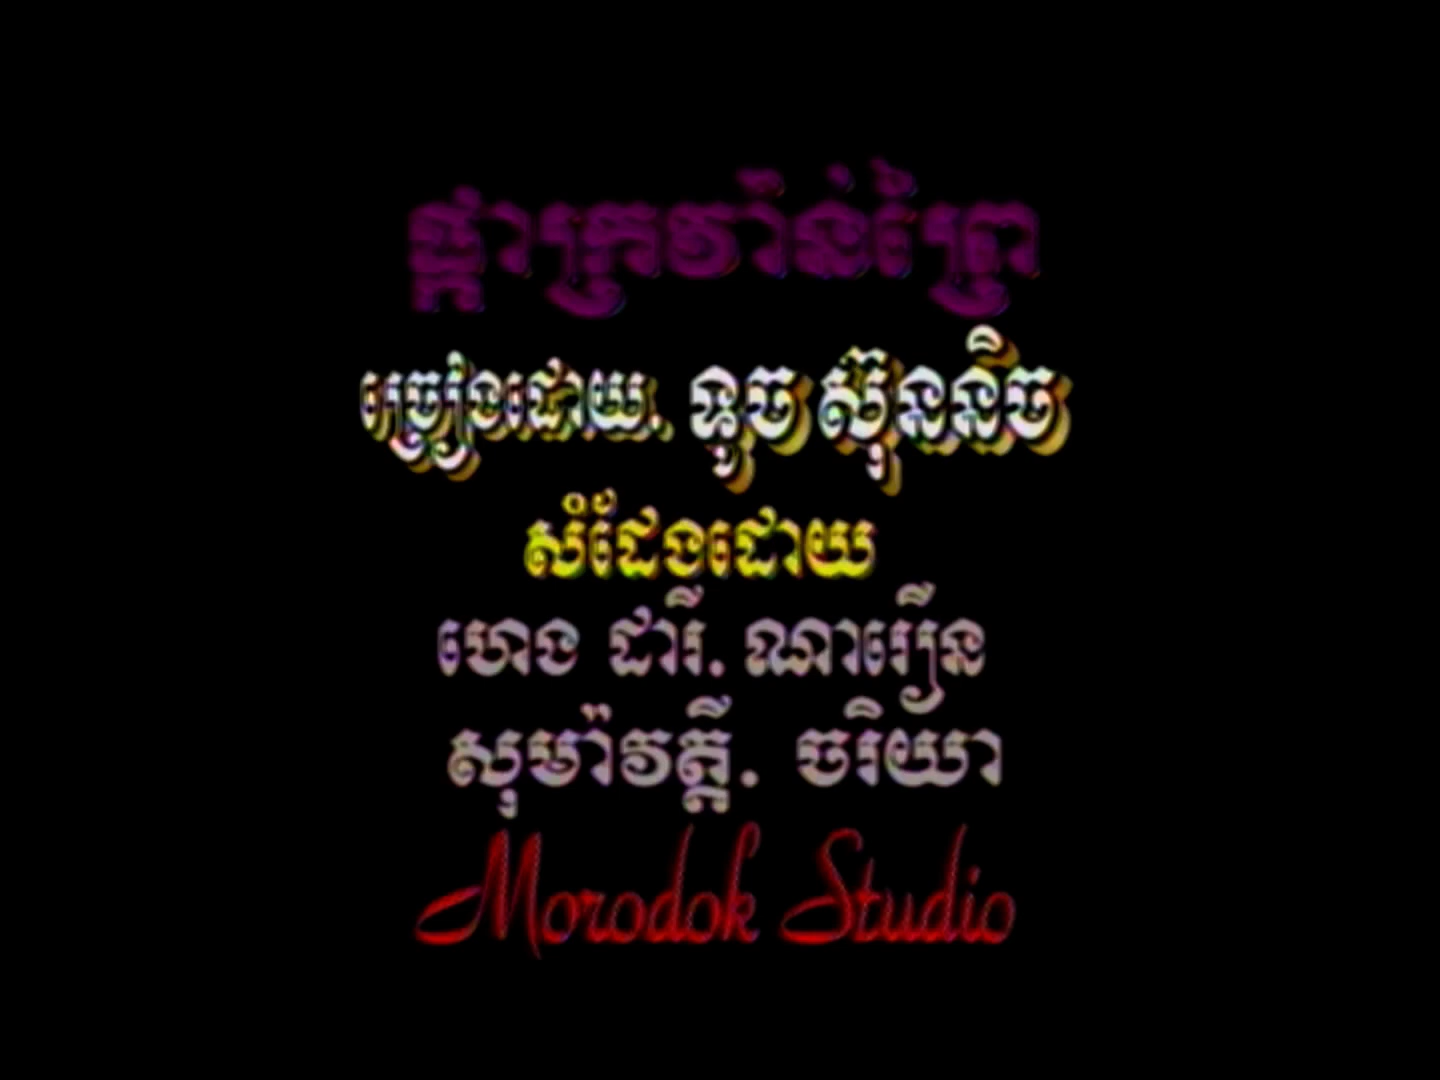 ផ្កាក្រវ៉ាន់ព្រៃ
ច្រៀងដោយ. ទូច ស៊ុននិច
សំដែងដោយ
ហេង ដារី. ណារឿន
សុម៉ាវត្តី. ចរិយា
Morodok Studio